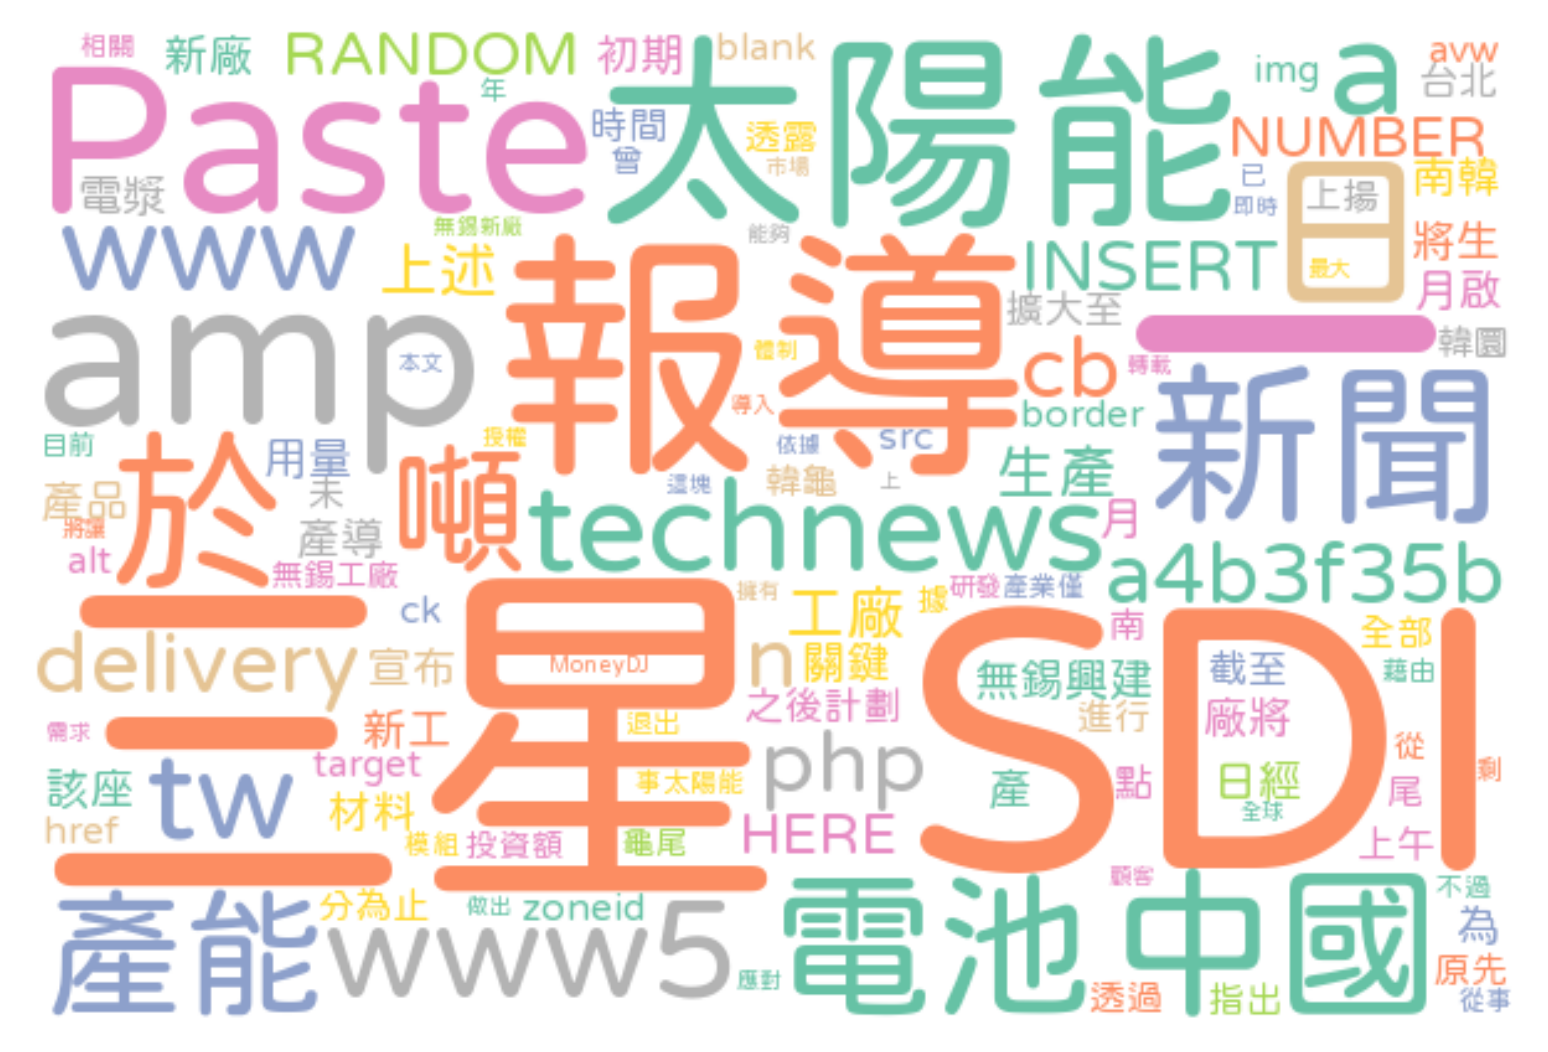 相關 新廠 RANDOM 初期 blank
Paste 年 時間 曾 太陽能 透露 市場 img a avw 台北
NUMBER 電漿 已 即時 日 上揚 南韓
無錫新廠 能夠 最大 將生
www 上述 報導 INSERT 月啟
擴大至 一 韓圜
amp 本文 體制 cb 轉載 新聞
導入 border
目前 用量 授權 依據 src
於 未 噸 這塊 韓龜 上 生產
產品 將讓 產導 technews 月
alt 無錫工廠 擁有 研發 產業僅 a4b3f35b
三星SDI ck 工廠 據 南 全部
delivery 宣布 MoneyDJ n 關鍵 無錫興建 截至 藉由
需求 新工 退出 之後計劃 進行 廠將 從
target php
該座 tw 材料 事太陽能 產 點 日經 全球 尾 剩
href 模組 投資額 龜尾 HERE 上午
顧客
產能 分為止 做出 zoneid 電池 中國 不過
www5 應對 為
透過 指出 原先
從事